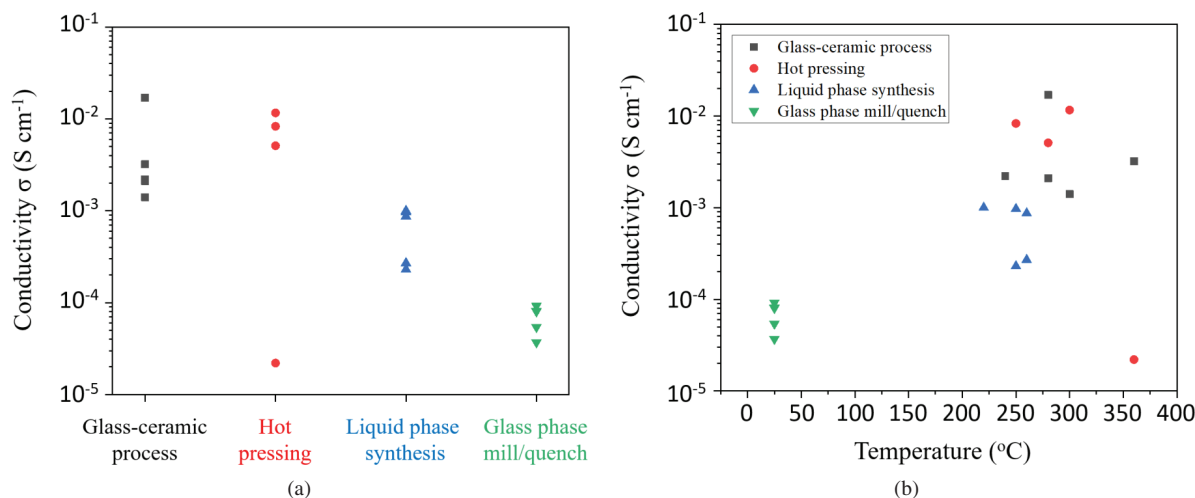 Conductivity σ (S cm⁻¹)
10⁻¹
10⁻²
10⁻³
10⁻⁴
10⁻⁵
Glass-ceramic
process
Hot
pressing
Liquid phase
synthesis
Glass phase
mill/quench
(a)
Conductivity σ (S cm⁻¹)
10⁻¹
10⁻²
10⁻³
10⁻⁴
10⁻⁵
Glass-ceramic process
Hot pressing
Liquid phase synthesis
Glass phase mill/quench
0 50 100 150 200 250 300 350 400
Temperature (ºC)
(b)